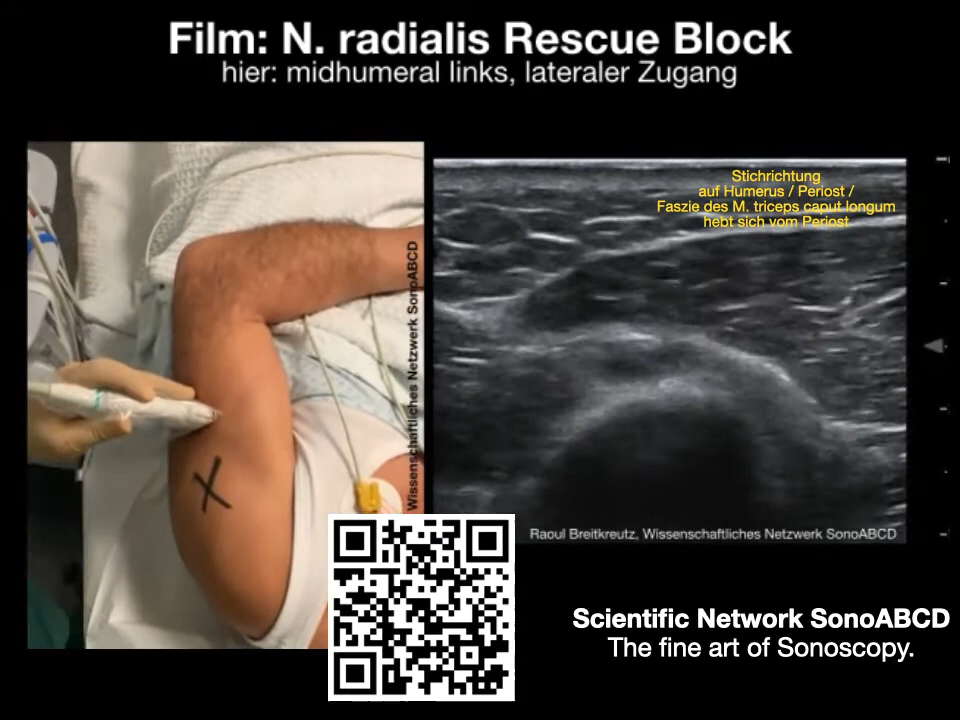 Film: N. radialis Rescue Block
hier: midhumeral links, lateraler Zugang
Stichrichtung
auf Humerus / Periost /
Faszie des M. triceps caput longum
hebt sich vom Periost
Wissenschaftliches Netzwerk SonoABCD
X
Raoul Breitkreutz, Wissenschaftliches Netzwerk SonoABCD
Scientific Network SonoABCD
The fine art of Sonoscopy.